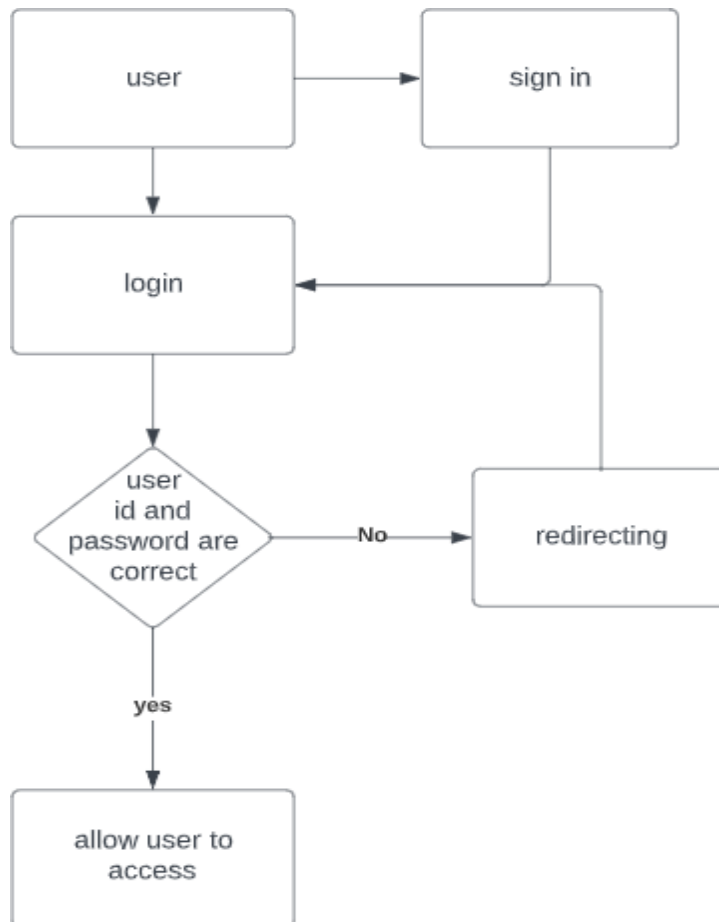 user
sign in
login
user
id and
password are
correct
No
redirecting
yes
allow user to
access